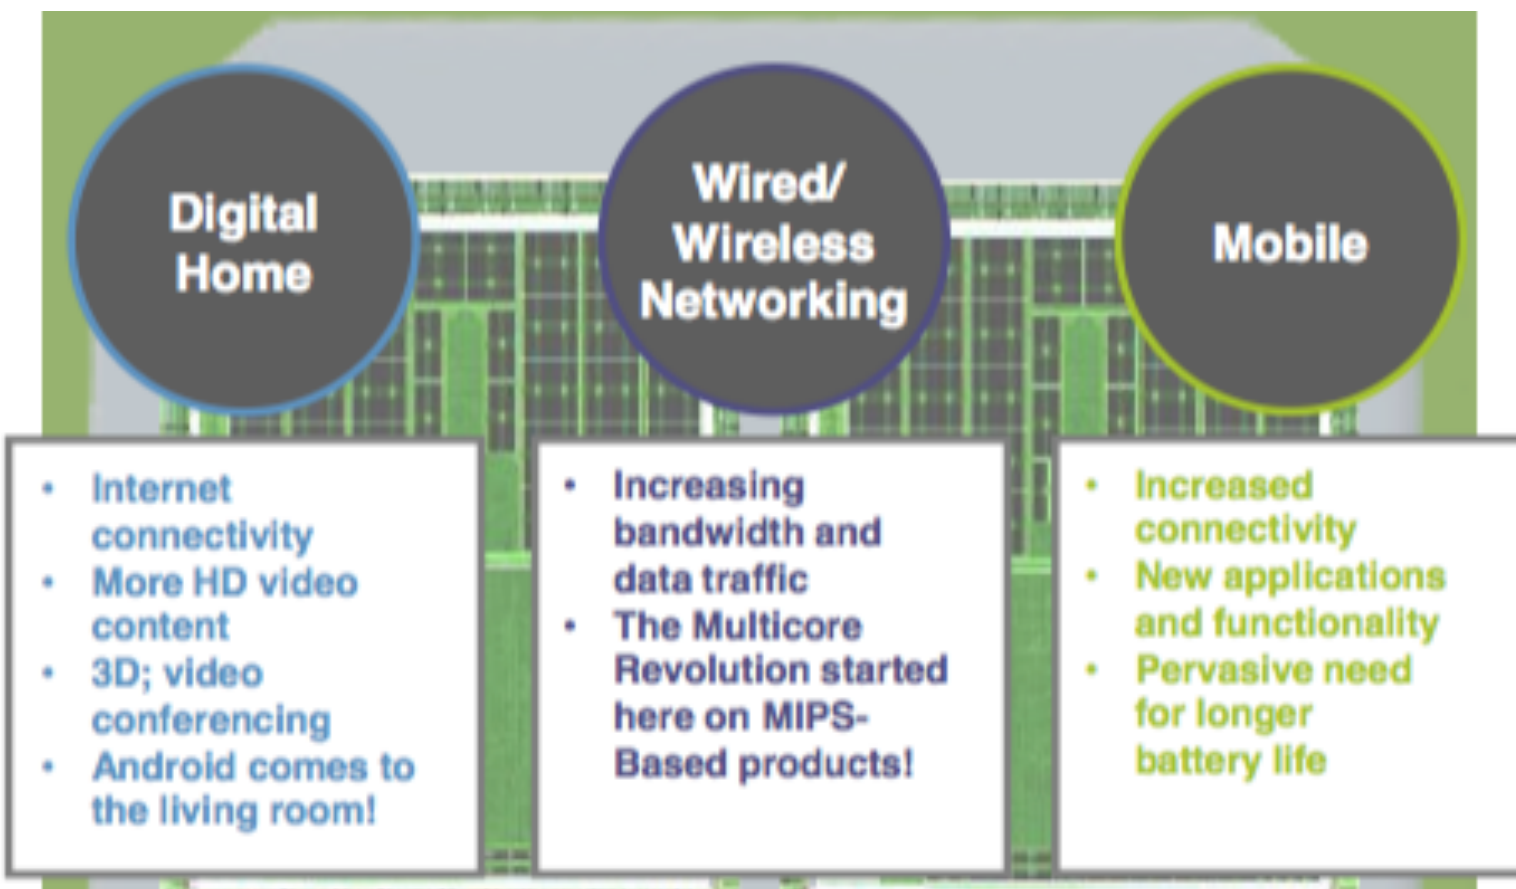 Digital
Home
• Internet
connectivity
• More HD video
content
• 3D; video
conferencing
• Android comes to
the living room!
Wired/
Wireless
Networking
• Increasing
bandwidth and
data traffic
• The Multicore
Revolution started
here on MIPS-
Based products!
Mobile
• Increased
connectivity
• New applications
and functionality
• Pervasive need
for longer
battery life